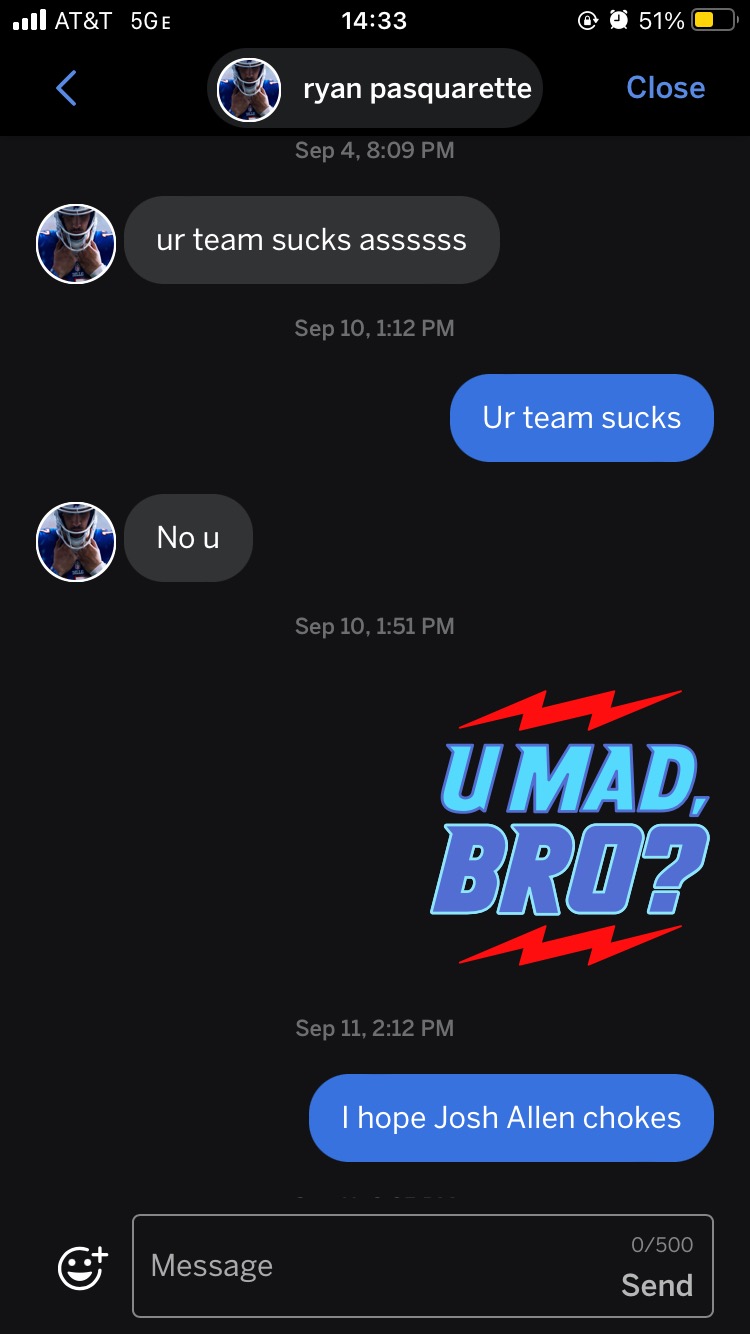 AT&T 5GE 14:33 51%
ryan pasquarette Close
Sep 4, 8:09 PM
ur team sucks assssss
Sep 10, 1:12 PM
Ur team sucks
No u
Sep 10, 1:51 PM
U MAD,
BRO?
Sep 11, 2:12 PM
I hope Josh Allen chokes
0/500
Message
Send